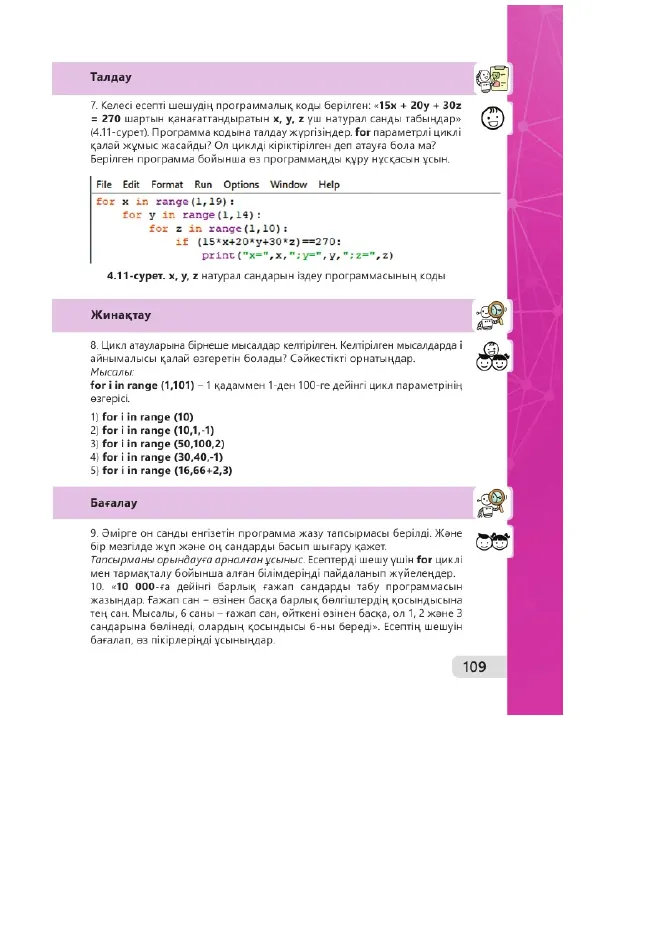 Талдау
7. Келесі есепті шешудің программалық коды берілген: «15x + 20y + 30z
= 270 шартын қанағаттандыратын x, y, z үш натурал санды табыңдар»
(4.11-сурет). Программа кодына талдау жүргізіңдер. for параметрлі циклі
қалай жұмыс жасайды? Ол циклді кіріктірілген деп атауға бола ма?
Берілген программа бойынша өз программаңды құру нұсқасын ұсын.
File Edit Format Run Options Window Help
for x in range(1,19):
    for y in range(1,14):
        for z in range(1,10):
            if (15*x+20*y+30*z)==270:
                print("x=",x,";y=",y,";z=",z)
4.11-сурет. x, y, z натурал сандарын іздеу программасының коды
Жинақтау
8. Цикл атауларына бірнеше мысалдар келтірілген. Келтірілген мысалдарда i
айнымалысы қалай өзгеретін болады? Сәйкестікті орнатыңдар.
Мысалы:
for i in range (1,101) – 1 қадаммен 1-ден 100-ге дейінгі цикл параметрінің
өзгерісі.
1) for i in range (10)
2) for i in range (10,1,-1)
3) for i in range (50,100,2)
4) for i in range (30,40,-1)
5) for i in range (16,66+2,3)
Бағалау
9. Әмірге он санды енгізетін программа жазу тапсырмасы берілді. Және
бір мезгілде жұп және оң сандарды басып шығару қажет.
Тапсырманы орындауға арналған ұсыныс. Есептерді шешу үшін for циклі
мен тармақталу бойынша алған білімдеріңді пайдаланып жүйелеңдер.
10. «10 000-ға дейінгі барлық ғажап сандарды табу программасын
жазыңдар. Ғажап сан – өзінен басқа барлық бөлгіштердің қосындысына
тең сан. Мысалы, 6 саны – ғажап сан, өйткені өзінен басқа, ол 1, 2 және 3
сандарына бөлінеді, олардың қосындысы 6-ны береді». Есептің шешуін
бағалап, өз пікірлеріңді ұсыныңдар.
109